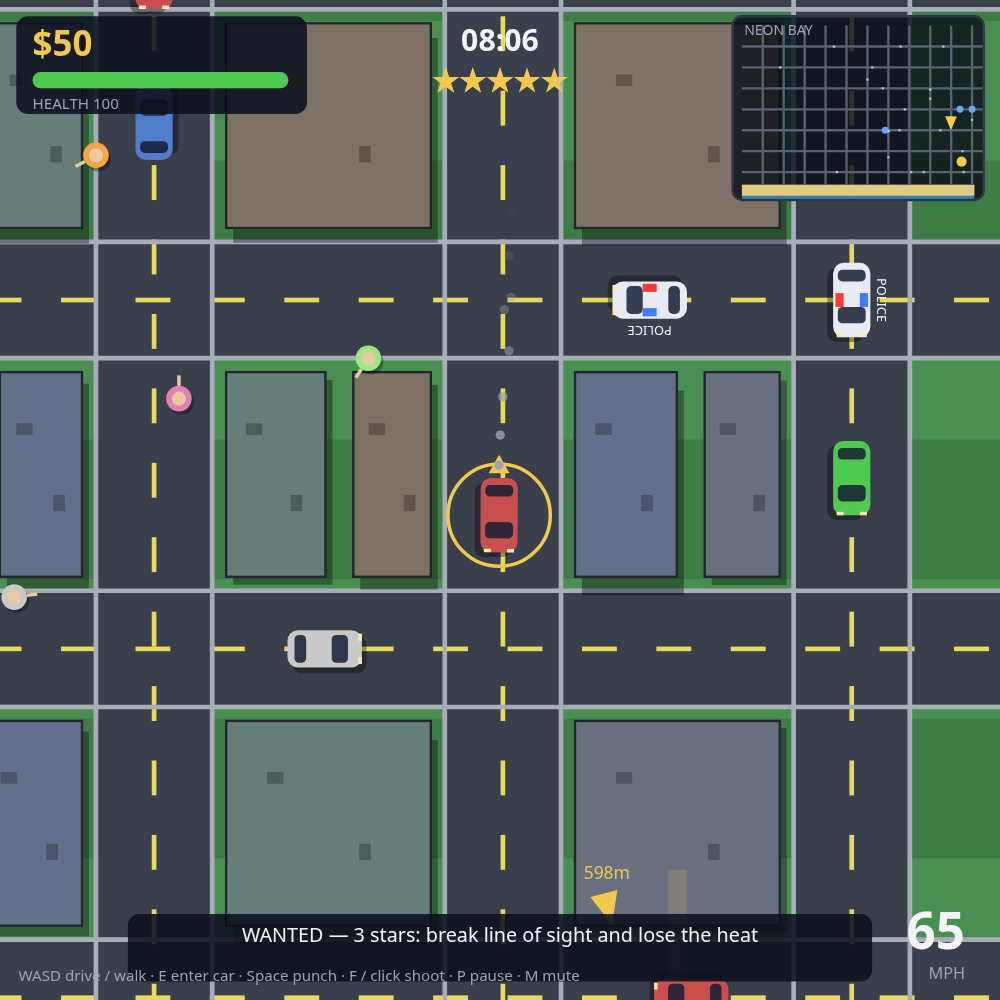 $50
HEALTH 100
08:06
NEON BAY
POLICE
POLICE
598m
WANTED — 3 stars: break line of sight and lose the heat
WASD drive / walk · E enter car · Space punch · F / click shoot · P pause · M mute
65
MPH